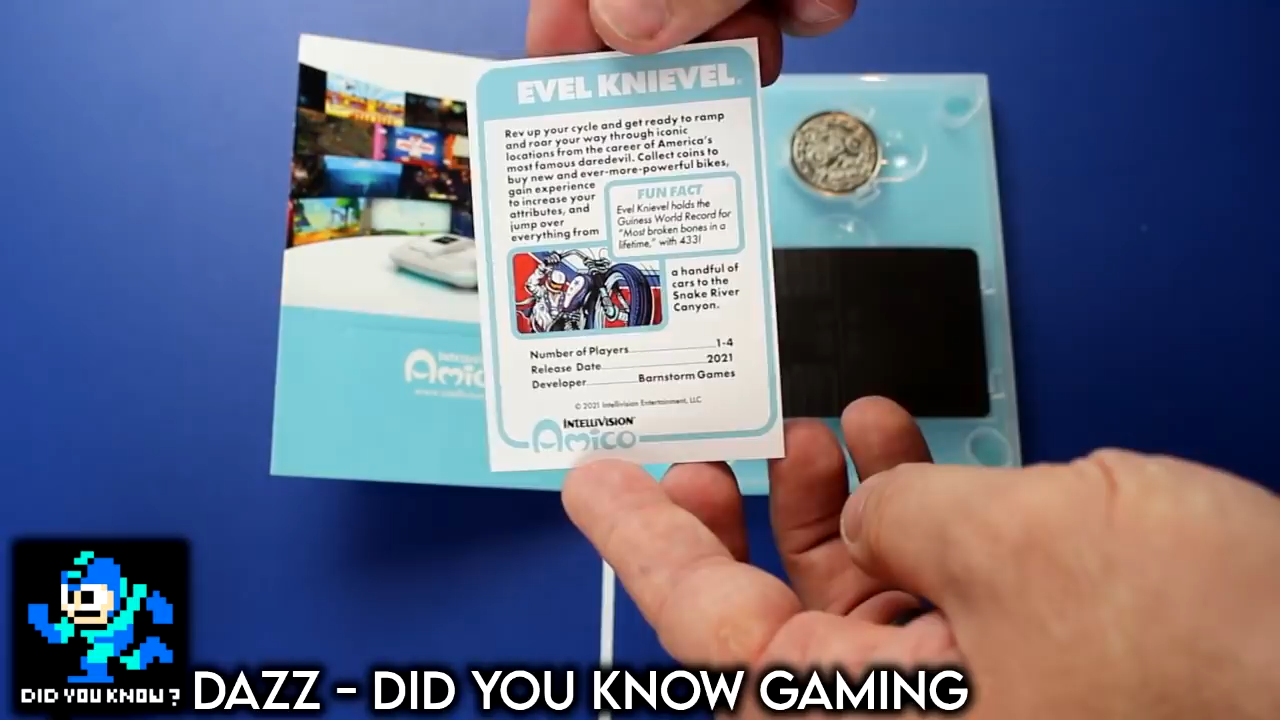 EVEL KNIEVEL
Rev up your cycle and get ready to ramp
and roar your way through iconic
locations from the career of America's
most famous daredevil. Collect coins to
buy new and ever-more-powerful bikes,
gain experience
to increase your
attributes, and
jump over
everything from
FUN FACT
Evel Knievel holds the
Guiness World Record for
"Most broken bones in a
lifetime," with 433!
a handful of
cars to the
Snake River
Canyon.
Number of Players 1-4
Release Date 2021
Developer Barnstorm Games
© 2021 Intellivision Entertainment, LLC
INTELLIVISION
Amico
DID YOU KNOW?
DAZZ - DID YOU KNOW GAMING